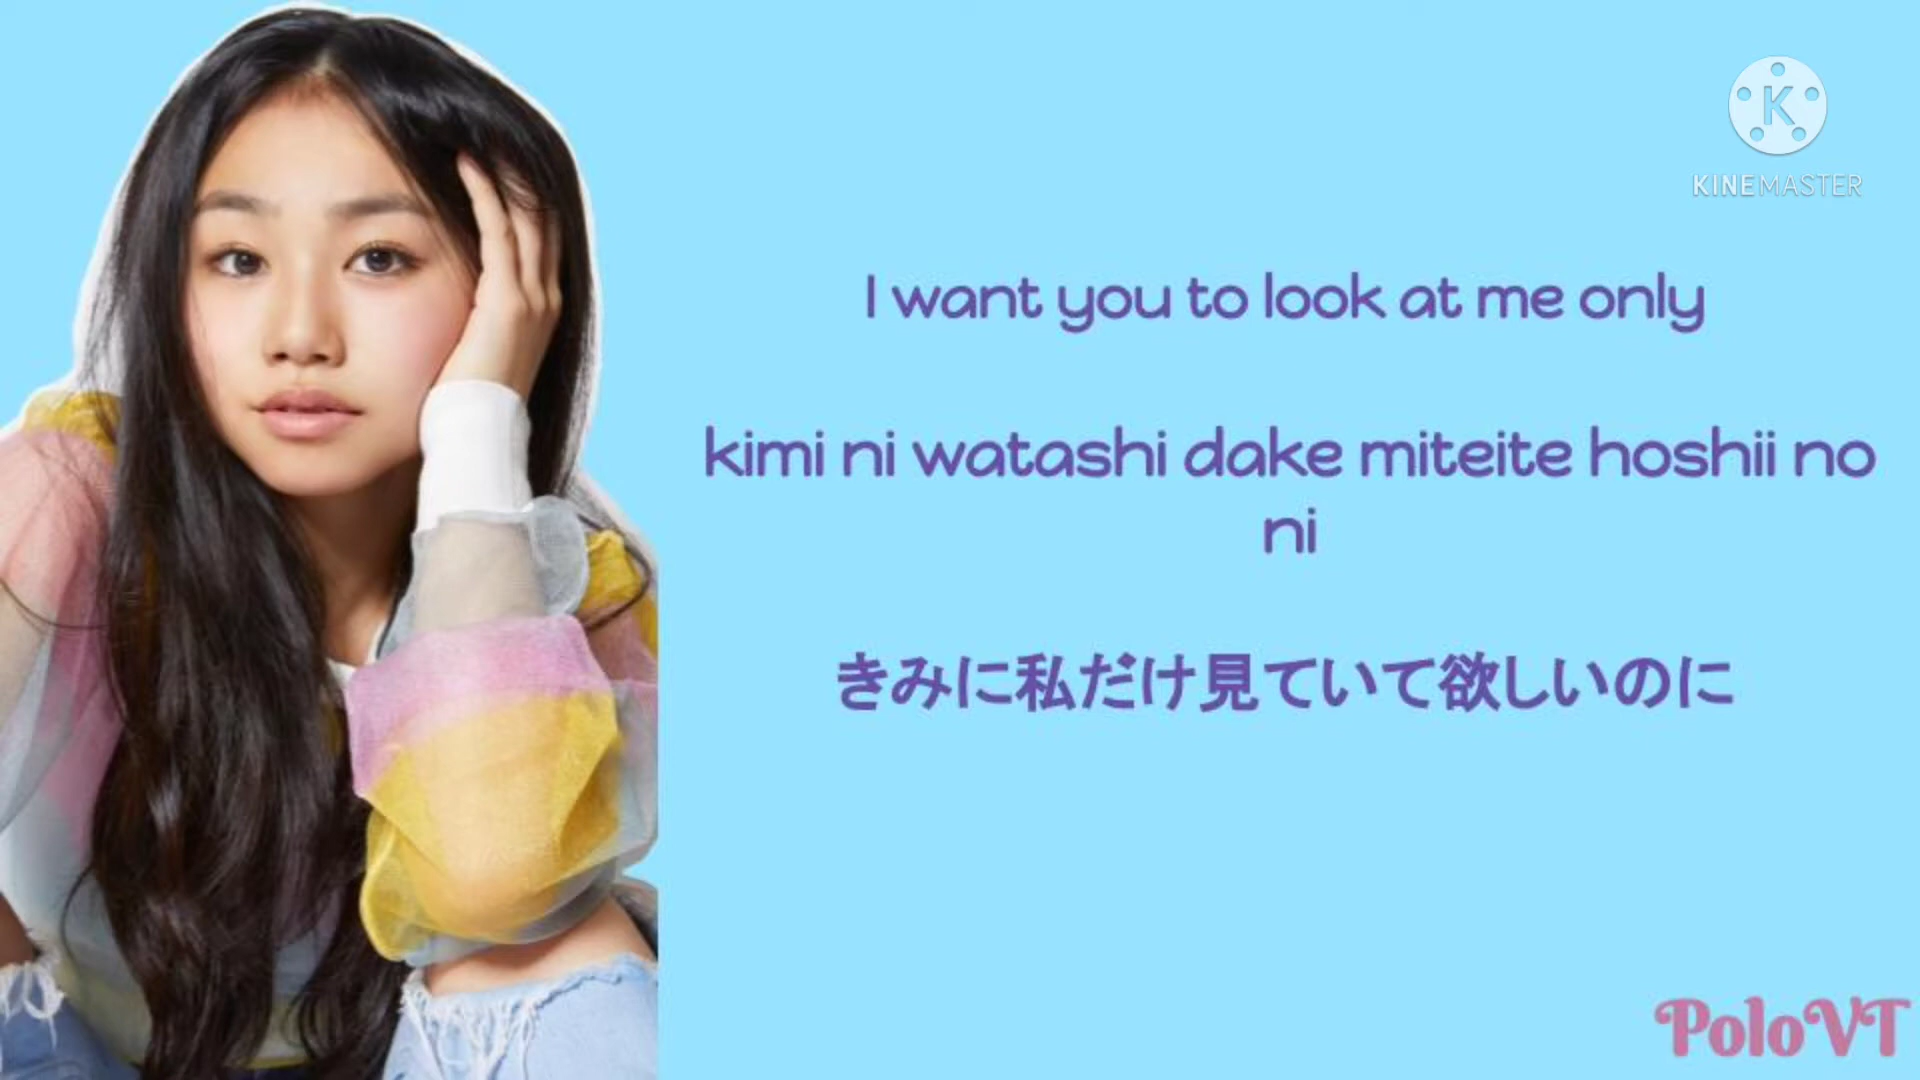 K
KINEMASTER
I want you to look at me only
kimi ni watashi dake miteite hoshii no
ni
きみに私だけ見ていて欲しいのに
PoloVT